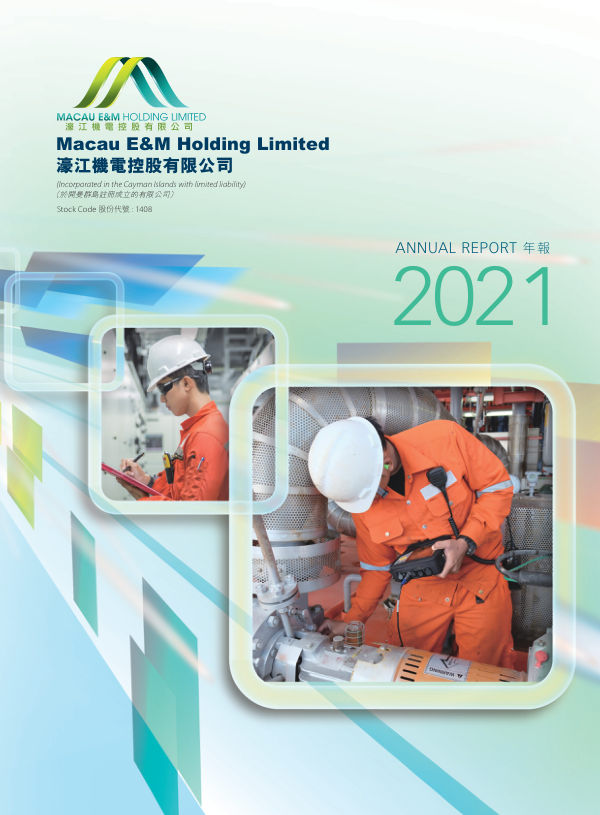 MACAU E&M HOLDING LIMITED
濠江機電控股有限公司
Macau E&M Holding Limited
濠江機電控股有限公司
(Incorporated in the Cayman Islands with limited liability)
（於開曼群島註冊成立的有限公司）
Stock Code 股份代號 : 1408
ANNUAL REPORT 年報
2021
WARNING